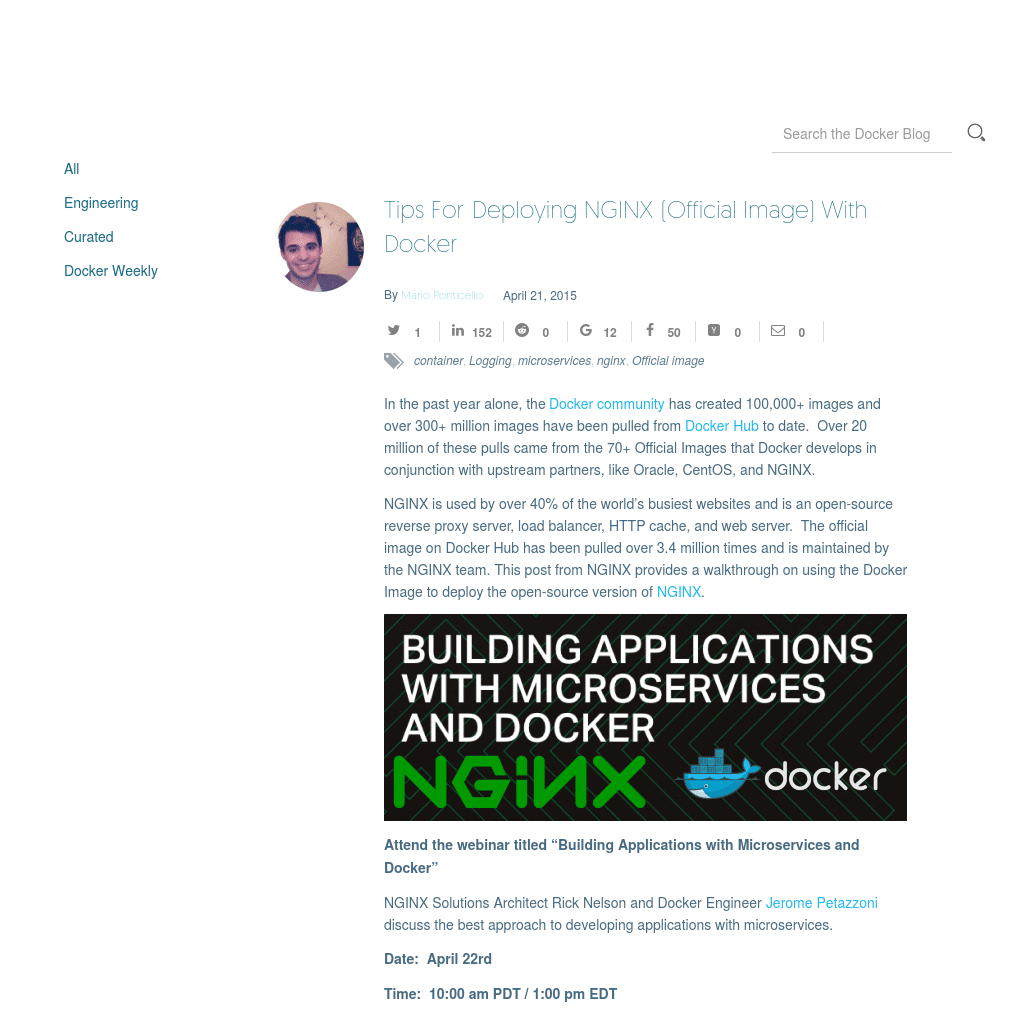 Search the Docker Blog
All
Engineering
Curated
Docker Weekly
Tips For Deploying NGINX (Official Image) With
Docker
By Mario Ponticello April 21, 2015
1 152 0 12 50 0 0
container, Logging, microservices, nginx, Official image
In the past year alone, the Docker community has created 100,000+ images and
over 300+ million images have been pulled from Docker Hub to date.  Over 20
million of these pulls came from the 70+ Official Images that Docker develops in
conjunction with upstream partners, like Oracle, CentOS, and NGINX.
NGINX is used by over 40% of the world’s busiest websites and is an open-source
reverse proxy server, load balancer, HTTP cache, and web server.  The official
image on Docker Hub has been pulled over 3.4 million times and is maintained by
the NGINX team. This post from NGINX provides a walkthrough on using the Docker
Image to deploy the open-source version of NGINX.
BUILDING APPLICATIONS
WITH MICROSERVICES
AND DOCKER
NGINX docker
Attend the webinar titled “Building Applications with Microservices and
Docker”
NGINX Solutions Architect Rick Nelson and Docker Engineer Jerome Petazzoni
discuss the best approach to developing applications with microservices.
Date:  April 22rd
Time:  10:00 am PDT / 1:00 pm EDT